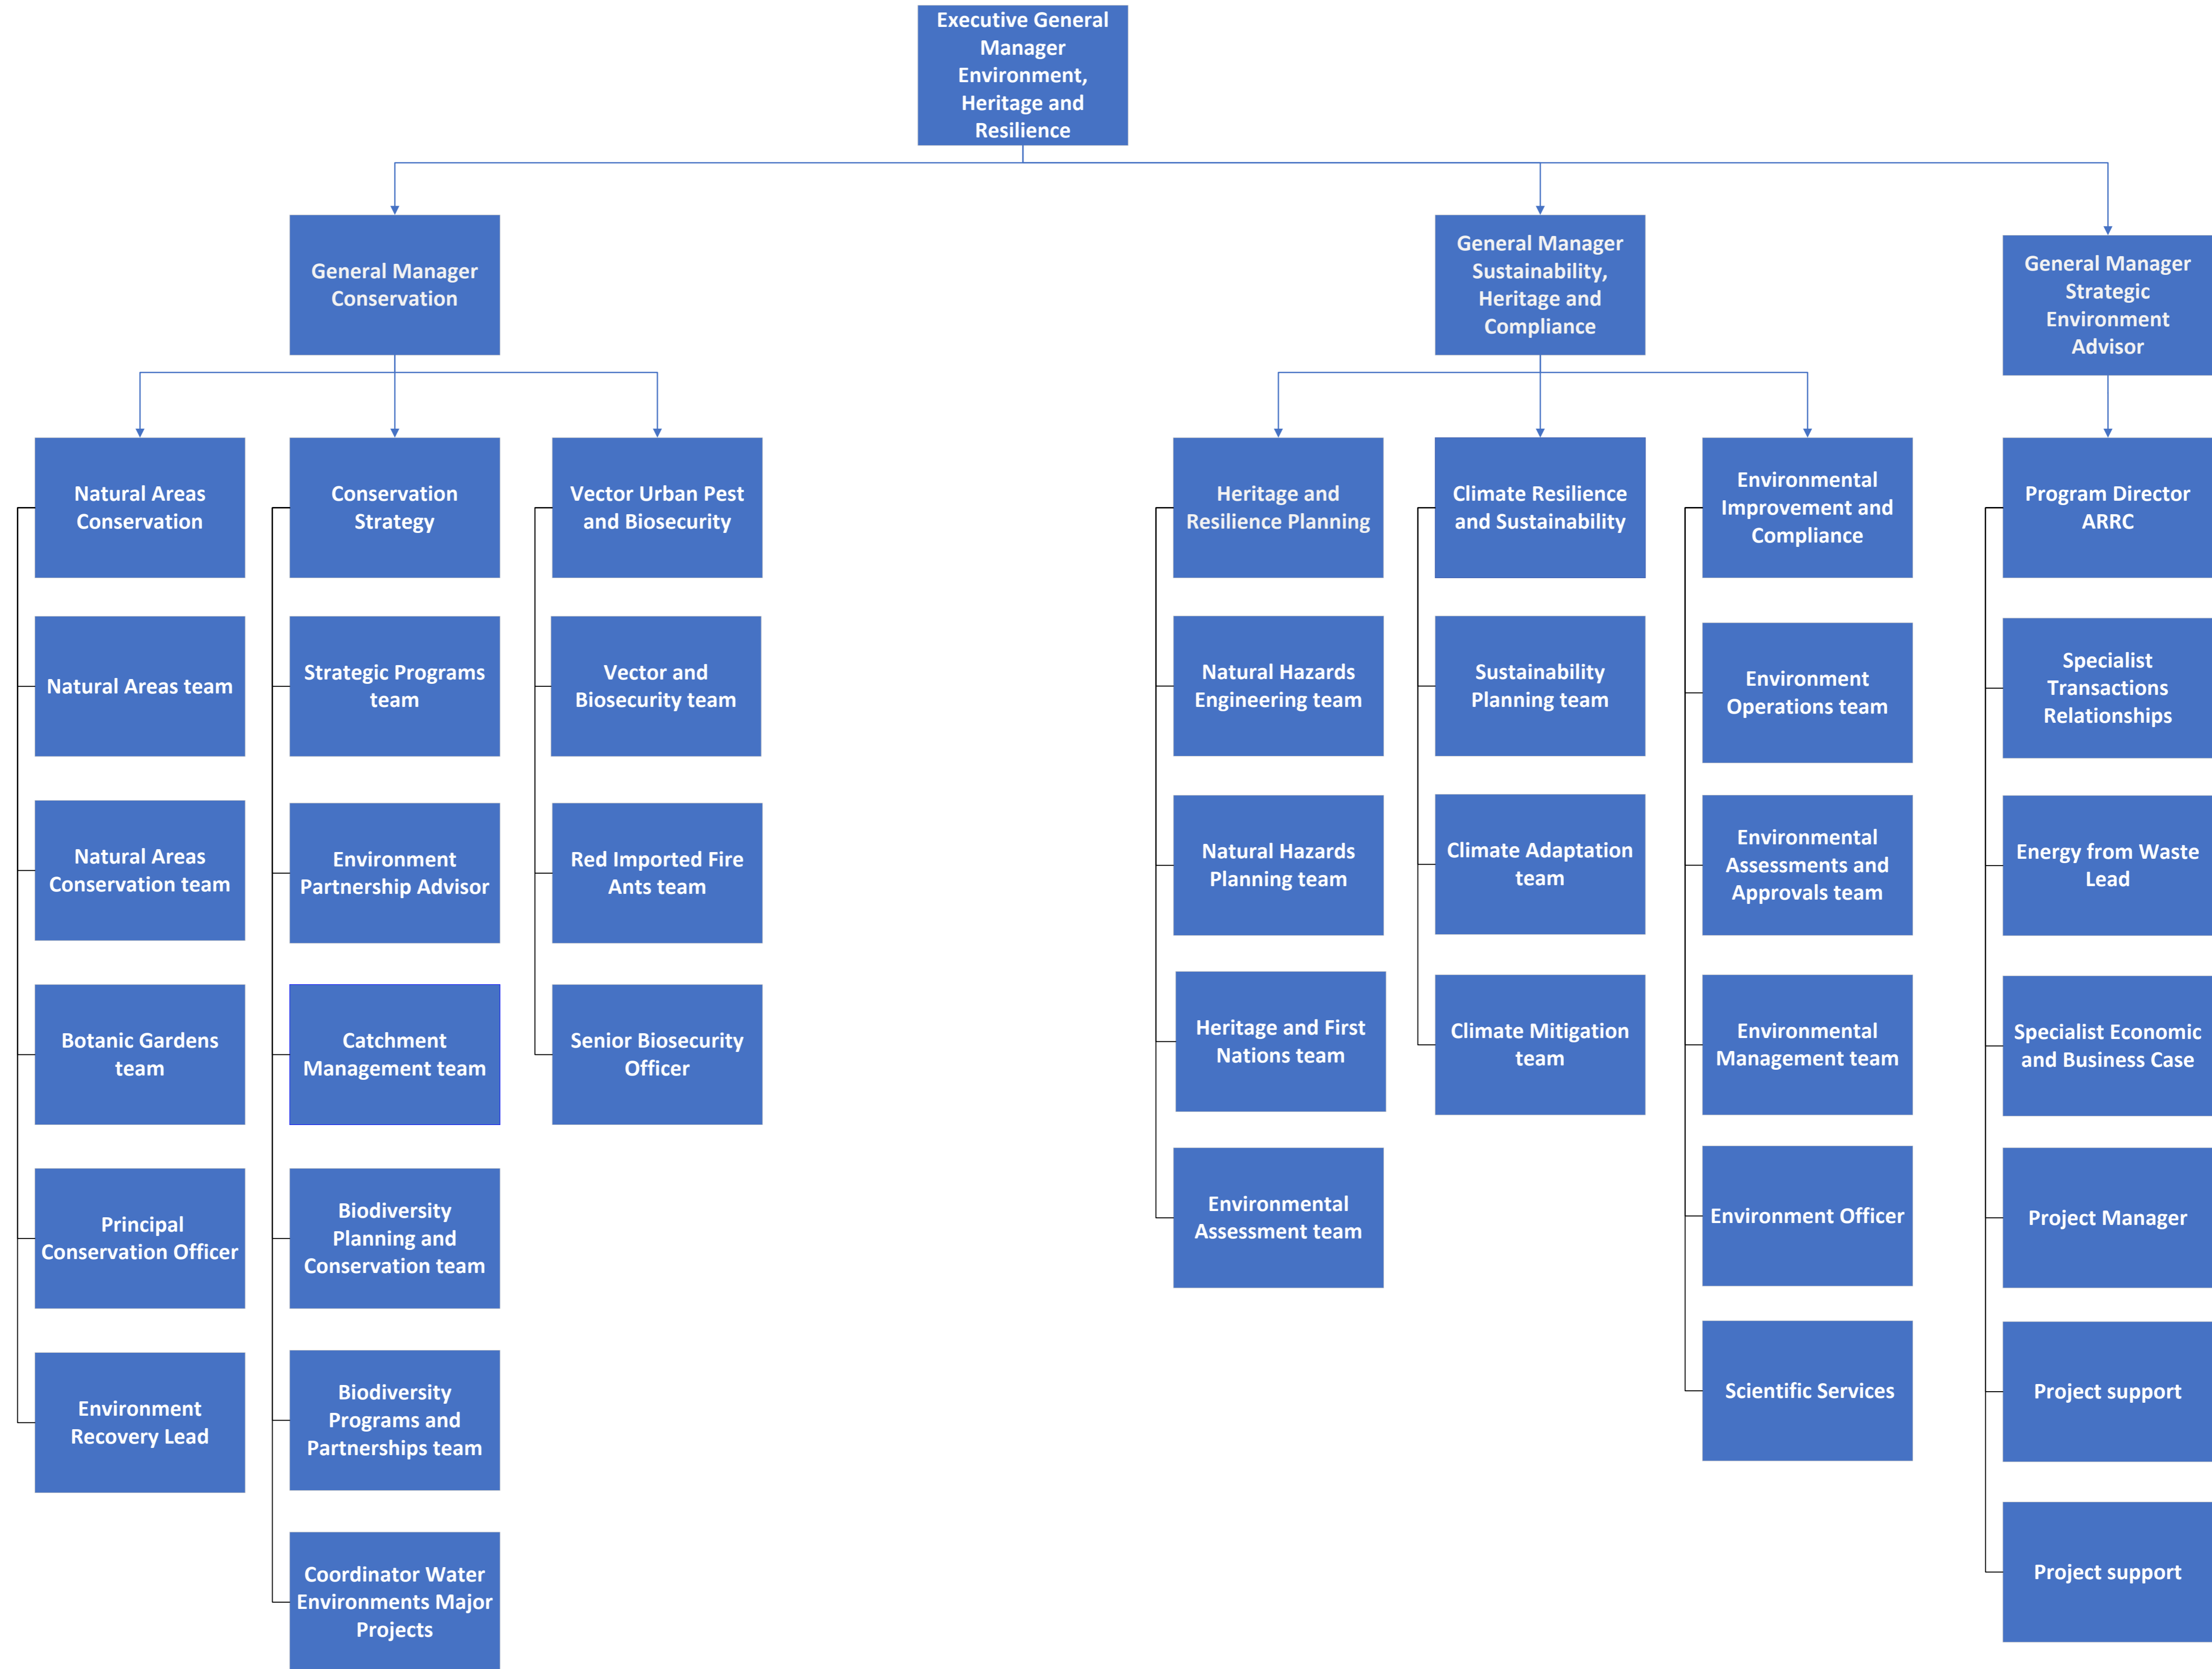 Executive General
Manager
Environment,
Heritage and
Resilience
General Manager
Conservation
General Manager
Sustainability,
Heritage and
Compliance
General Manager
Strategic
Environment
Advisor
Natural Areas
Conservation
Conservation
Strategy
Vector Urban Pest
and Biosecurity
Heritage and
Resilience Planning
Climate Resilience
and Sustainability
Environmental
Improvement and
Compliance
Program Director
ARRC
Natural Areas team
Strategic Programs
team
Vector and
Biosecurity team
Natural Hazards
Engineering team
Sustainability
Planning team
Environment
Operations team
Specialist
Transactions
Relationships
Natural Areas
Conservation team
Environment
Partnership Advisor
Red Imported Fire
Ants team
Natural Hazards
Planning team
Climate Adaptation
team
Environmental
Assessments and
Approvals team
Energy from Waste
Lead
Botanic Gardens
team
Catchment
Management team
Senior Biosecurity
Officer
Heritage and First
Nations team
Climate Mitigation
team
Environmental
Management team
Specialist Economic
and Business Case
Principal
Conservation Officer
Biodiversity
Planning and
Conservation team
Environmental
Assessment team
Environment Officer
Project Manager
Environment
Recovery Lead
Biodiversity
Programs and
Partnerships team
Scientific Services
Project support
Coordinator Water
Environments Major
Projects
Project support